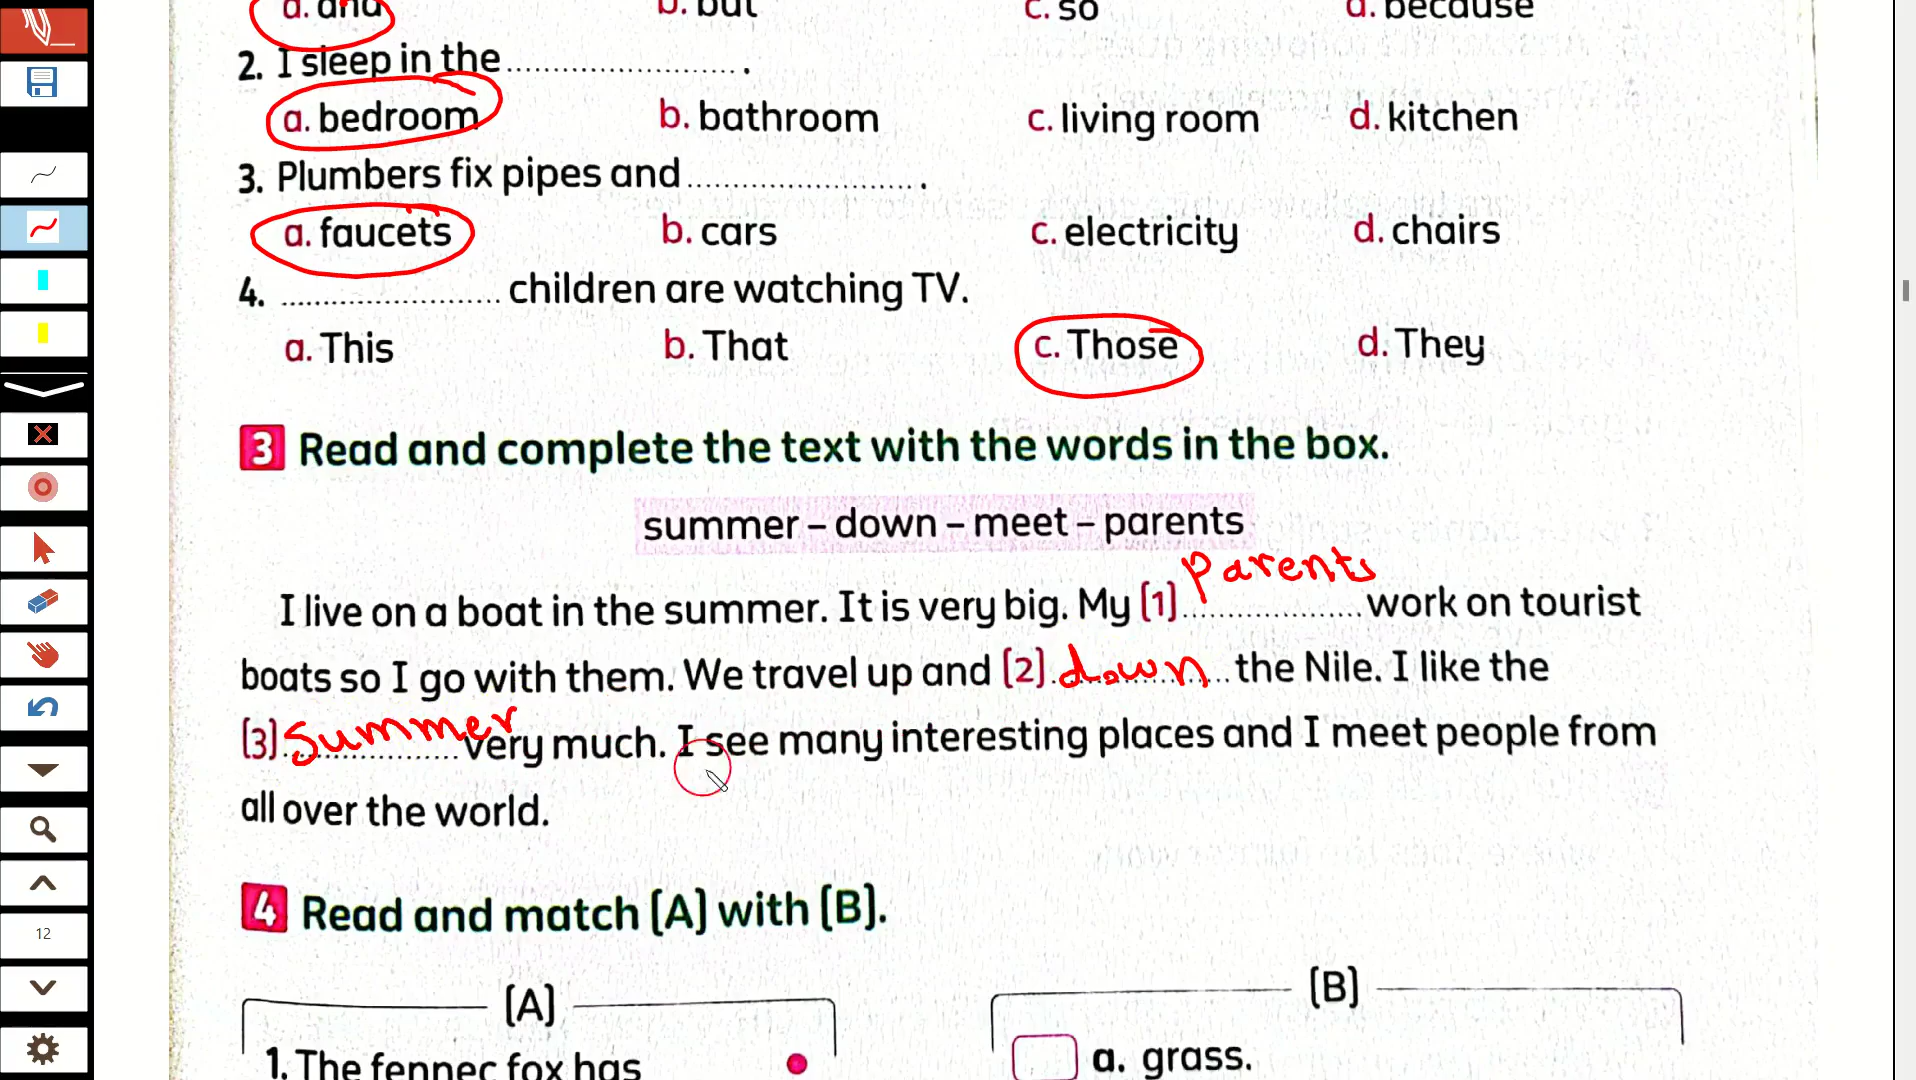 a. and b. but c. so d. because
2. I sleep in the ........................ .
a. bedroom b. bathroom c. living room d. kitchen
3. Plumbers fix pipes and ........................ .
a. faucets b. cars c. electricity d. chairs
4. ........................ children are watching TV.
a. This b. That c. Those d. They
3 Read and complete the text with the words in the box.
summer – down – meet – parents
parents
I live on a boat in the summer. It is very big. My (1) .................... work on tourist
boats so I go with them. We travel up and (2) down the Nile. I like the
(3) summer very much. I see many interesting places and I meet people from
all over the world.
4 Read and match (A) with (B).
(A) (B)
1. The fennec fox has a. grass.
12